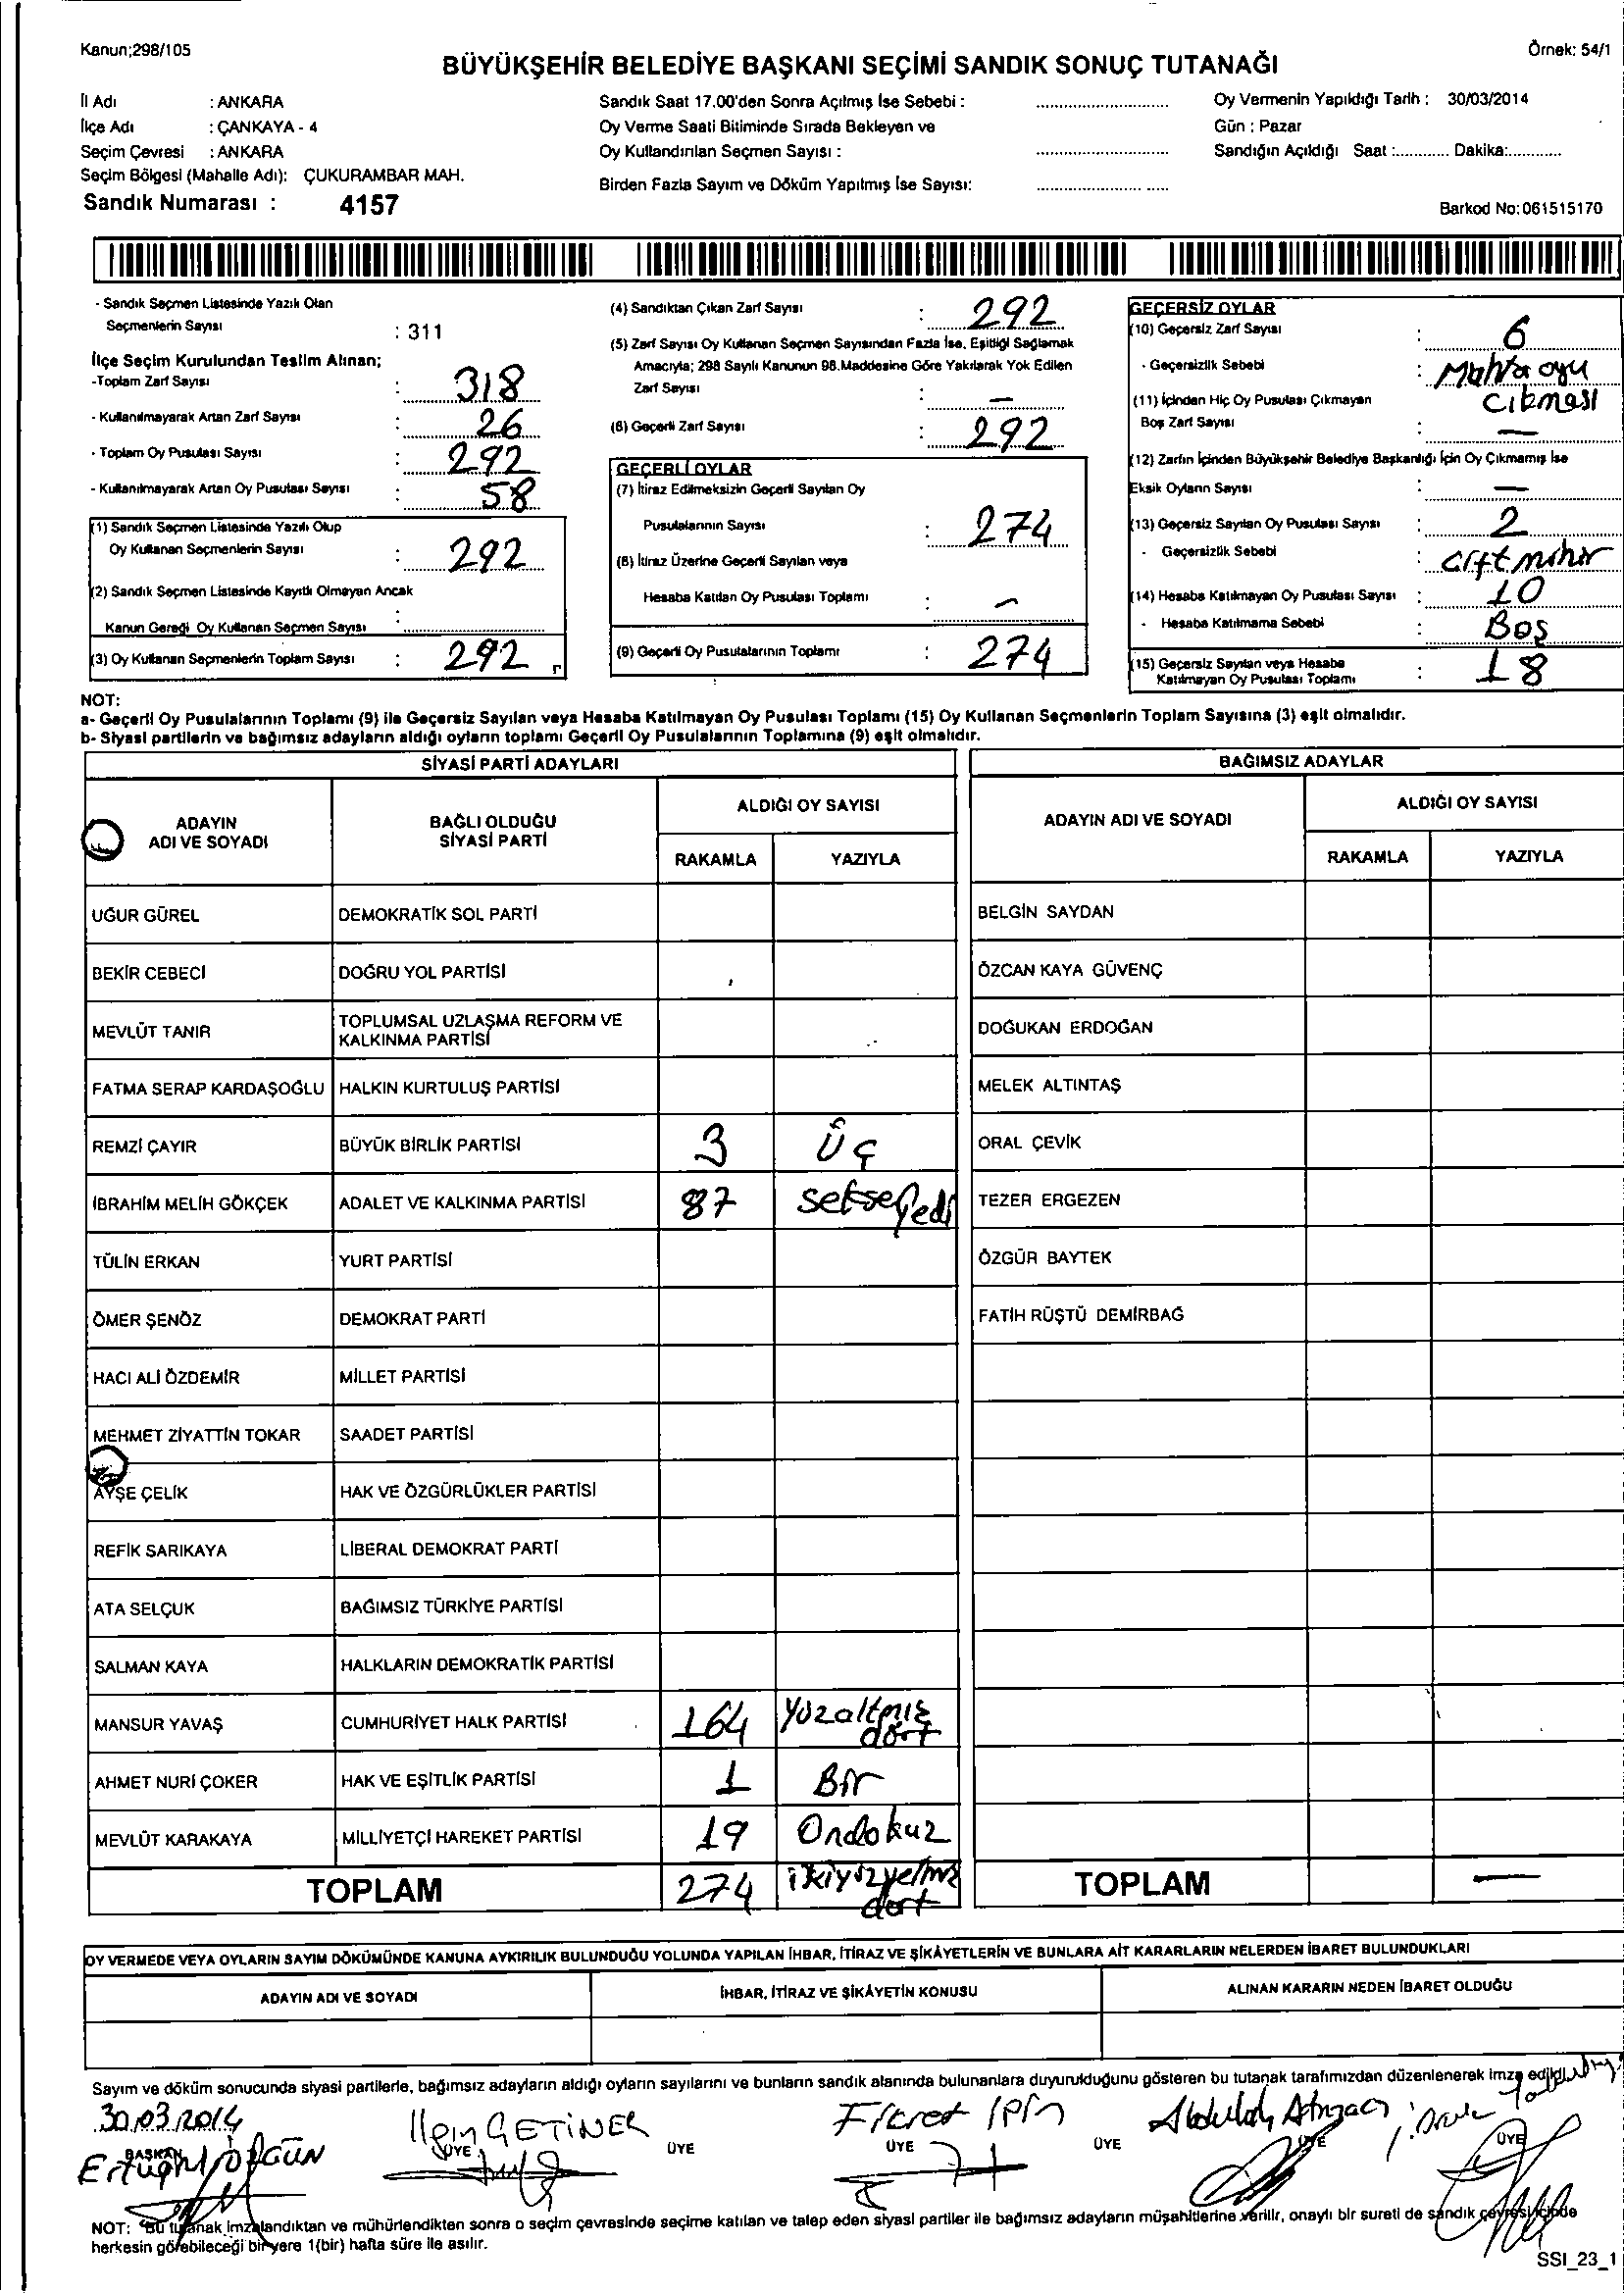 Kanun;298/105
Örnek: 54/1
BÜYÜKŞEHİR BELEDİYE BAŞKANI SEÇİMİ SANDIK SONUÇ TUTANAĞI
İl Adı : ANKARA
İlçe Adı : ÇANKAYA - 4
Seçim Çevresi : ANKARA
Seçim Bölgesi (Mahalle Adı): ÇUKURAMBAR MAH.
Sandık Numarası : 4157
Sandık Saat 17.00'den Sonra Açılmış İse Sebebi :
Oy Verme Saati Bitiminde Sırada Bekleyen ve
Oy Kullandırılan Seçmen Sayısı :
Birden Fazla Sayım ve Döküm Yapılmış İse Sayısı:
Oy Vermenin Yapıldığı Tarih : 30/03/2014
Gün : Pazar
Sandığın Açıldığı Saat :............ Dakika:............
Barkod No:061515170
- Sandık Seçmen Listesinde Yazılı Olan
Seçmenlerin Sayısı : 311
İlçe Seçim Kurulundan Teslim Alınan;
-Toplam Zarf Sayısı : 318
- Kullanılmayarak Artan Zarf Sayısı : 26
- Toplam Oy Pusulası Sayısı : 292
- Kullanılmayarak Artan Oy Pusulası Sayısı : 58
(1) Sandık Seçmen Listesinde Yazılı Olup
Oy Kullanan Seçmenlerin Sayısı : 292
(2) Sandık Seçmen Listesinde Kayıtlı Olmayan Ancak
Kanun Gereği Oy Kullanan Seçmen Sayısı :
(3) Oy Kullanan Seçmenlerin Toplam Sayısı : 292
(4) Sandıktan Çıkan Zarf Sayısı : 292
(5) Zarf Sayısı Oy Kullanan Seçmen Sayısından Fazla İse, Eşitliği Sağlamak
Amacıyla; 298 Sayılı Kanunun 98.Maddesine Göre Yakılarak Yok Edilen
Zarf Sayısı : —
(6) Geçerli Zarf Sayısı : 292
GEÇERLİ OYLAR
(7) İtiraz Edilmeksizin Geçerli Sayılan Oy
Pusulalarının Sayısı : 274
(8) İtiraz Üzerine Geçerli Sayılan veya
Hesaba Katılan Oy Pusulası Toplamı : —
(9) Geçerli Oy Pusulalarının Toplamı : 274
GEÇERSİZ OYLAR
(10) Geçersiz Zarf Sayısı : 6
- Geçersizlik Sebebi : Muhtar oyu
çıkması
(11) İçinden Hiç Oy Pusulası Çıkmayan
Boş Zarf Sayısı : —
(12) Zarfın İçinden Büyükşehir Belediye Başkanlığı İçin Oy Çıkmamış İse
Eksik Oyların Sayısı : —
(13) Geçersiz Sayılan Oy Pusulası Sayısı : 2
- Geçersizlik Sebebi : çift mühür
(14) Hesaba Katılmayan Oy Pusulası Sayısı : 10
- Hesaba Katılmama Sebebi : Boş
(15) Geçersiz Sayılan veya Hesaba
Katılmayan Oy Pusulası Toplamı : 18
NOT:
a- Geçerli Oy Pusulalarının Toplamı (9) ile Geçersiz Sayılan veya Hesaba Katılmayan Oy Pusulası Toplamı (15) Oy Kullanan Seçmenlerin Toplam Sayısına (3) eşit olmalıdır.
b- Siyasi partilerin ve bağımsız adayların aldığı oyların toplamı Geçerli Oy Pusulalarının Toplamına (9) eşit olmalıdır.
SİYASİ PARTİ ADAYLARI
ADAYIN ADI VE SOYADI
BAĞLI OLDUĞU SİYASİ PARTİ
ALDIĞI OY SAYISI
RAKAMLA YAZIYLA
UĞUR GÜREL DEMOKRATİK SOL PARTİ
BEKİR CEBECİ DOĞRU YOL PARTİSİ
MEVLÜT TANIR TOPLUMSAL UZLAŞMA REFORM VE
KALKINMA PARTİSİ
FATMA SERAP KARDAŞOĞLU HALKIN KURTULUŞ PARTİSİ
REMZİ ÇAYIR BÜYÜK BİRLİK PARTİSİ 3 Üç
İBRAHİM MELİH GÖKÇEK ADALET VE KALKINMA PARTİSİ 87 seksenyedi
TÜLİN ERKAN YURT PARTİSİ
ÖMER ŞENÖZ DEMOKRAT PARTİ
HACI ALİ ÖZDEMİR MİLLET PARTİSİ
MEHMET ZİYATTİN TOKAR SAADET PARTİSİ
AYŞE ÇELİK HAK VE ÖZGÜRLÜKLER PARTİSİ
REFİK SARIKAYA LİBERAL DEMOKRAT PARTİ
ATA SELÇUK BAĞIMSIZ TÜRKİYE PARTİSİ
SALMAN KAYA HALKLARIN DEMOKRATİK PARTİSİ
MANSUR YAVAŞ CUMHURİYET HALK PARTİSİ 164 Yüzaltmış
dört
AHMET NURİ ÇOKER HAK VE EŞİTLİK PARTİSİ 1 Bir
MEVLÜT KARAKAYA MİLLİYETÇİ HAREKET PARTİSİ 19 Ondokuz
TOPLAM 274 ikiyüzyetmiş
dört
BAĞIMSIZ ADAYLAR
ADAYIN ADI VE SOYADI
ALDIĞI OY SAYISI
RAKAMLA YAZIYLA
BELGİN SAYDAN
ÖZCAN KAYA GÜVENÇ
DOĞUKAN ERDOĞAN
MELEK ALTINTAŞ
ORAL ÇEVİK
TEZER ERGEZEN
ÖZGÜR BAYTEK
FATİH RÜŞTÜ DEMİRBAĞ
TOPLAM —
OY VERMEDE VEYA OYLARIN SAYIM DÖKÜMÜNDE KANUNA AYKIRILIK BULUNDUĞU YOLUNDA YAPILAN İHBAR, İTİRAZ VE ŞİKÂYETLERİN VE BUNLARA AİT KARARLARIN NELERDEN İBARET BULUNDUKLARI
ADAYIN ADI VE SOYADI İHBAR, İTİRAZ VE ŞİKÂYETİN KONUSU ALINAN KARARIN NEDEN İBARET OLDUĞU
Sayım ve döküm sonucunda siyasi partilerle, bağımsız adayların aldığı oyların sayılarını ve bunların sandık alanında bulunanlara duyurulduğunu gösteren bu tutanak tarafımızdan düzenlenerek imza edildi.
30.03.2014
BAŞKAN ÜYE ÜYE ÜYE ÜYE ÜYE ÜYE
NOT: Bu tutanak imzalandıktan ve mühürlendikten sonra o seçim çevresinde seçime katılan ve talep eden siyasi partiler ile bağımsız adayların müşahitlerine verilir, onaylı bir sureti de sandık çevresi içinde
herkesin görebileceği bir yere 1(bir) hafta süre ile asılır.
SSI_23_1